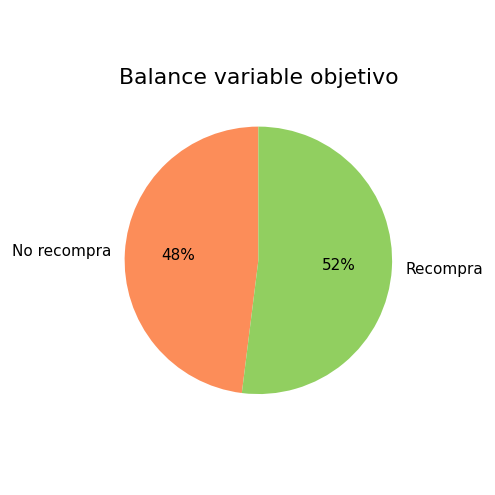 Balance variable objetivo
No recompra
48%
52%
Recompra